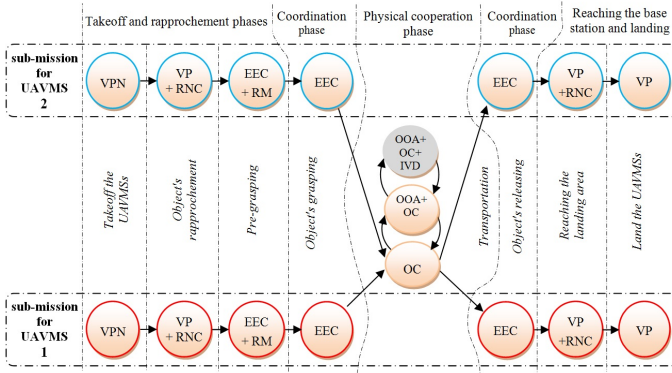 Takeoff and rapprochement phases
Coordination
phase
Physical cooperation
phase
Coordination
phase
Reaching the base
station and landing
sub-mission
for
UAVMS
2
VPN
VP
+ RNC
EEC
+ RM
EEC
EEC
VP
+RNC
VP
OOA+
OC+
IVD
OOA+
OC
OC
Takeoff the
UAVMSs
Object's
rapprochement
Pre-grasping
Object's grasping
Transportation
Object's releasing
Reaching the
landing area
Land the UAVMSs
sub-mission
for
UAVMS
1
VPN
VP
+ RNC
EEC
+ RM
EEC
EEC
VP
+RNC
VP